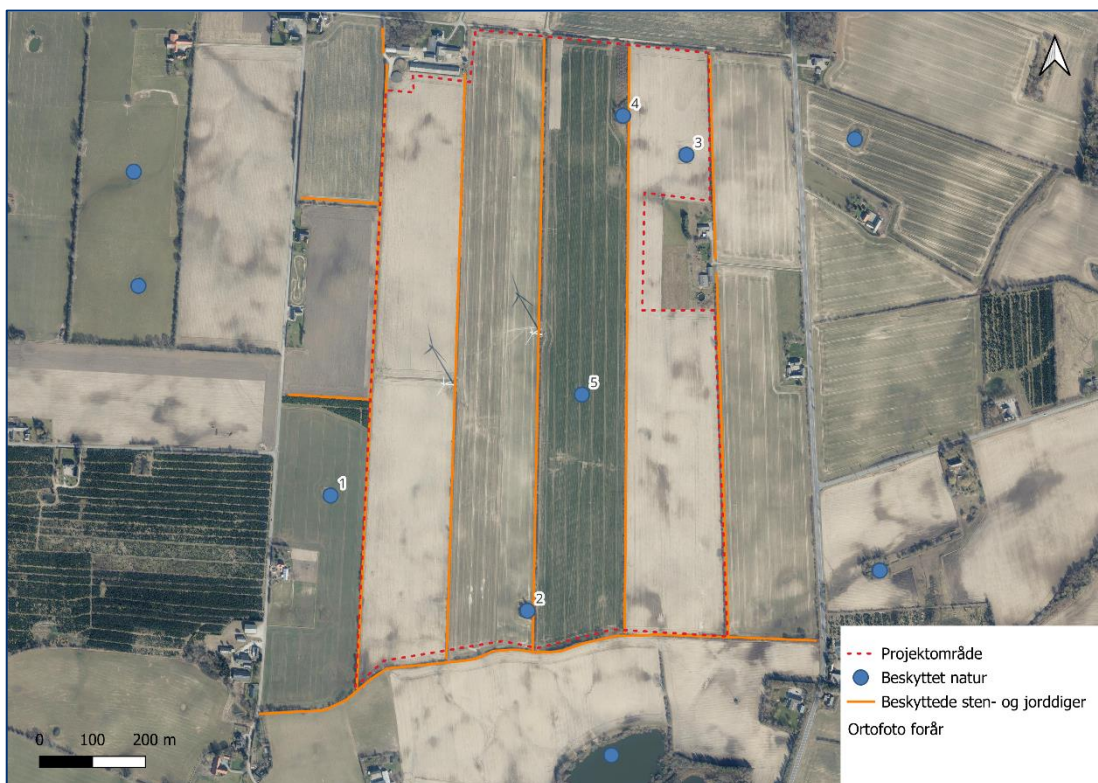 4
3
5
1
2
Projektområde
Beskyttet natur
Beskyttede sten- og jorddiger
Ortofoto forår
0 100 200 m